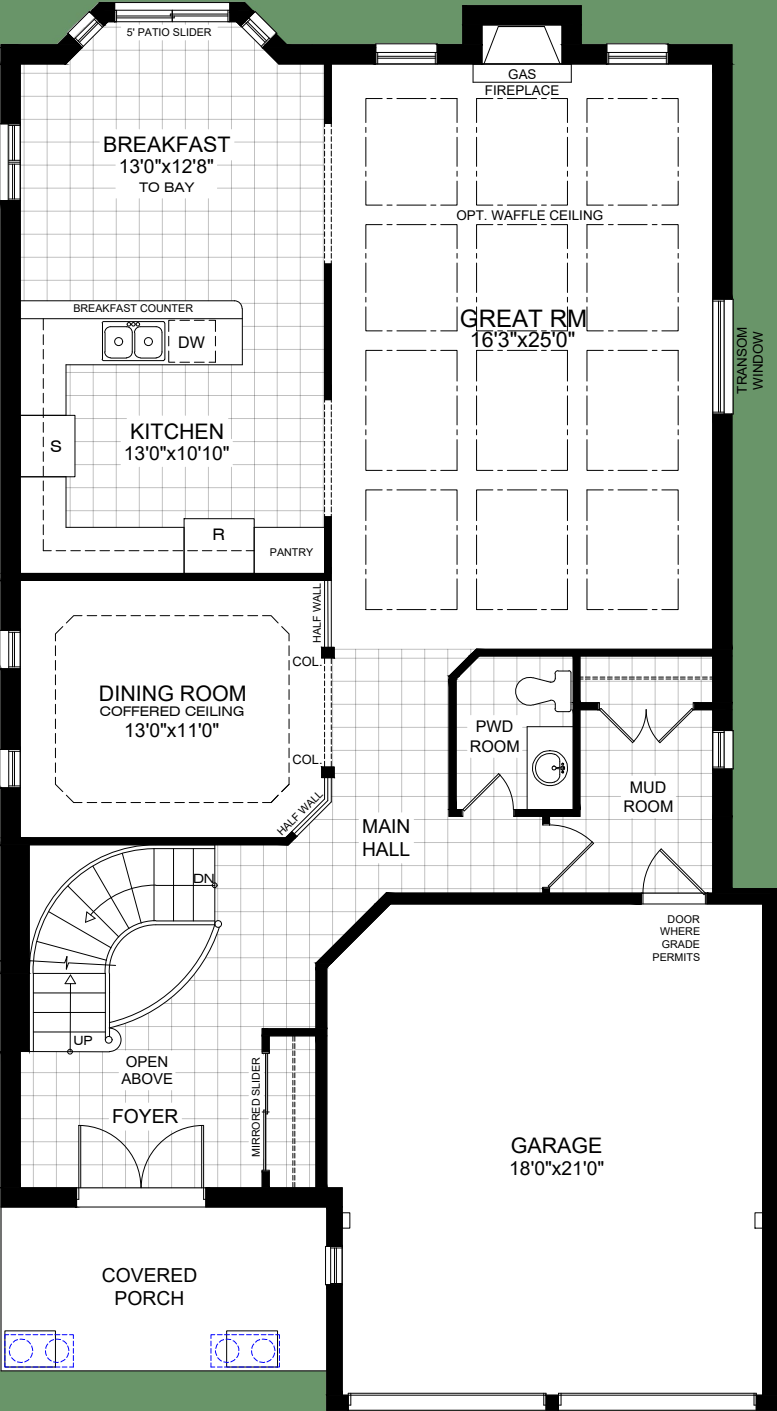 5' PATIO SLIDER
GAS
FIREPLACE
BREAKFAST
13'0"x12'8"
TO BAY
OPT. WAFFLE CEILING
BREAKFAST COUNTER
DW
GREAT RM
16'3"x25'0"
TRANSOM
WINDOW
S
KITCHEN
13'0"x10'10"
R
PANTRY
HALF WALL
COL.
DINING ROOM
COFFERED CEILING
13'0"x11'0"
COL.
HALF WALL
PWD
ROOM
MUD
ROOM
MAIN
HALL
DN
DOOR
WHERE
GRADE
PERMITS
UP
OPEN
ABOVE
MIRRORED SLIDER
FOYER
GARAGE
18'0"x21'0"
COVERED
PORCH